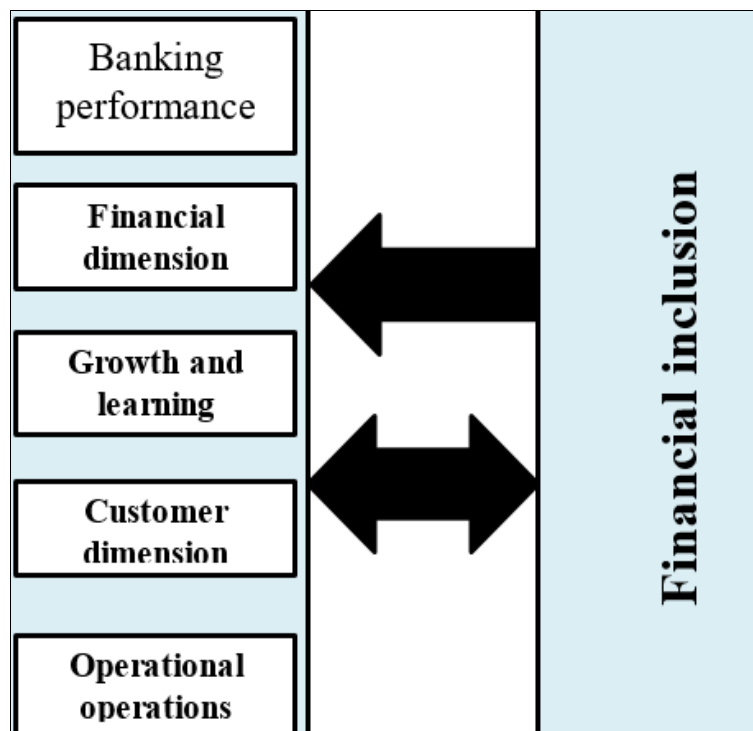 Banking
performance
Financial
dimension
Growth and
learning
Customer
dimension
Operational
operations
Financial inclusion